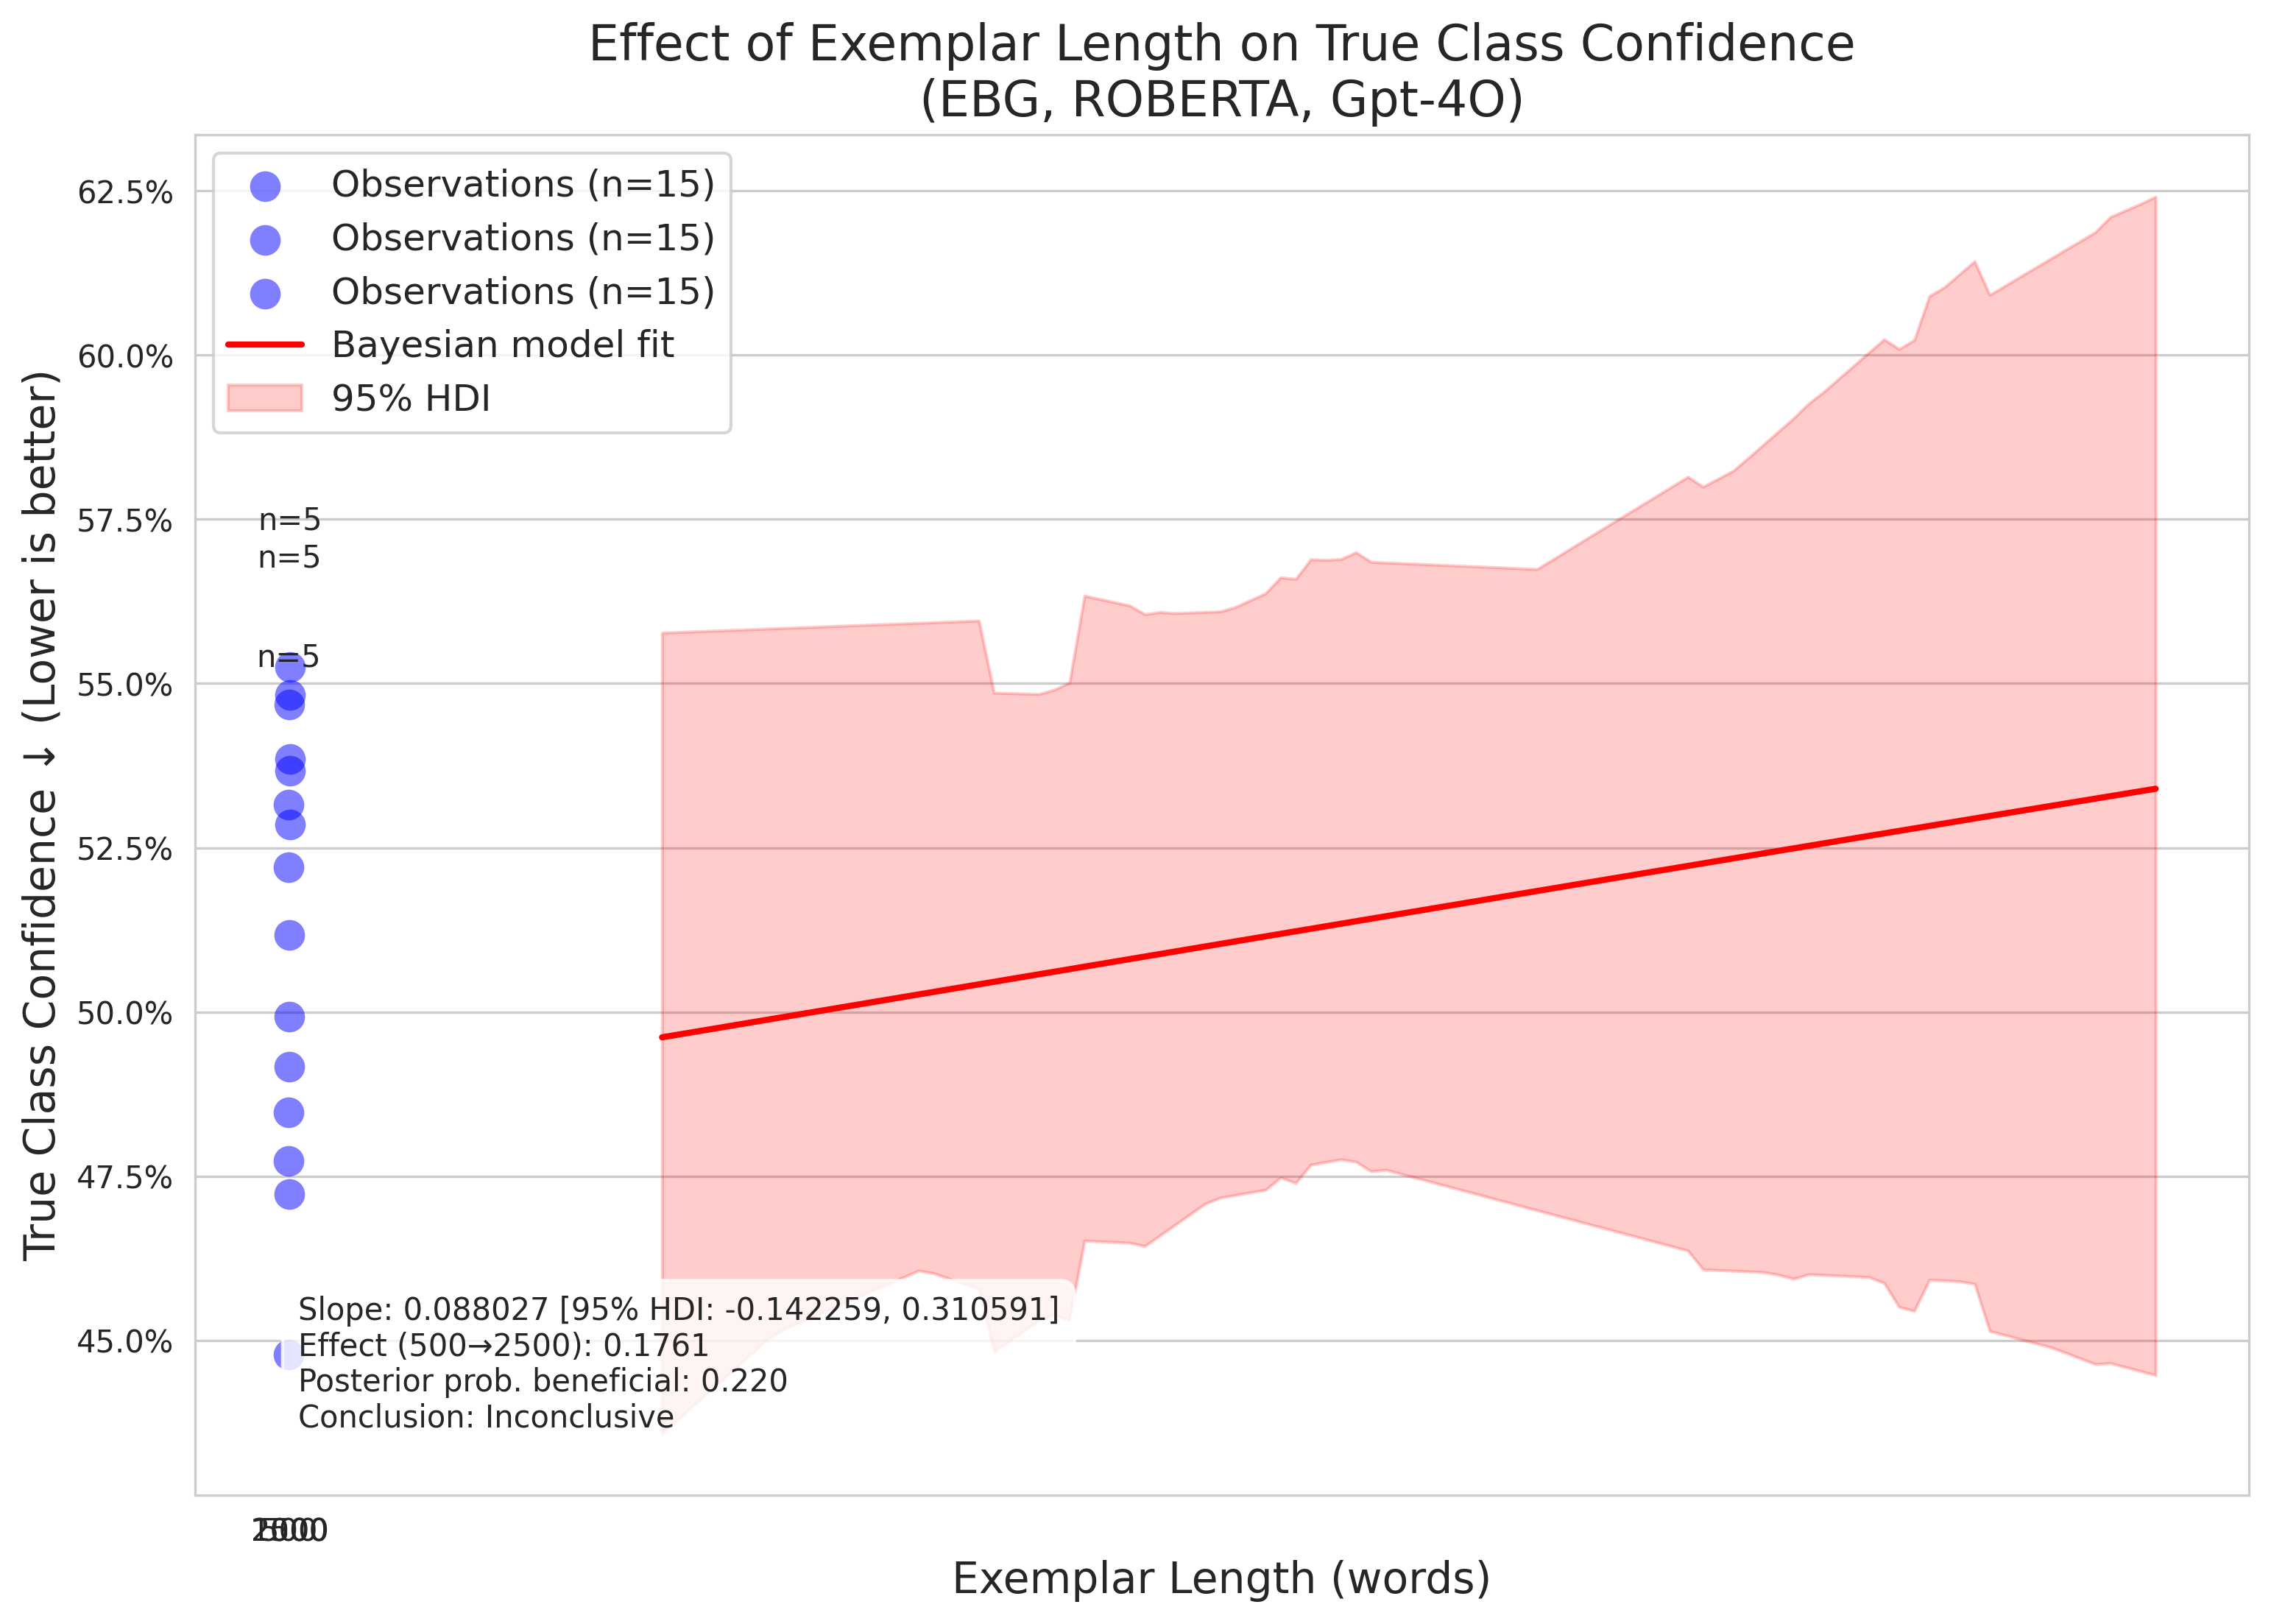 Effect of Exemplar Length on True Class Confidence
(EBG, ROBERTA, Gpt-4O)
True Class Confidence ↓ (Lower is better)
62.5%
60.0%
57.5%
55.0%
52.5%
50.0%
47.5%
45.0%
Observations (n=15)
Observations (n=15)
Observations (n=15)
Bayesian model fit
95% HDI
n=5
n=5
n=5
Slope: 0.088027 [95% HDI: -0.142259, 0.310591]
Effect (500→2500): 0.1761
Posterior prob. beneficial: 0.220
Conclusion: Inconclusive
Exemplar Length (words)